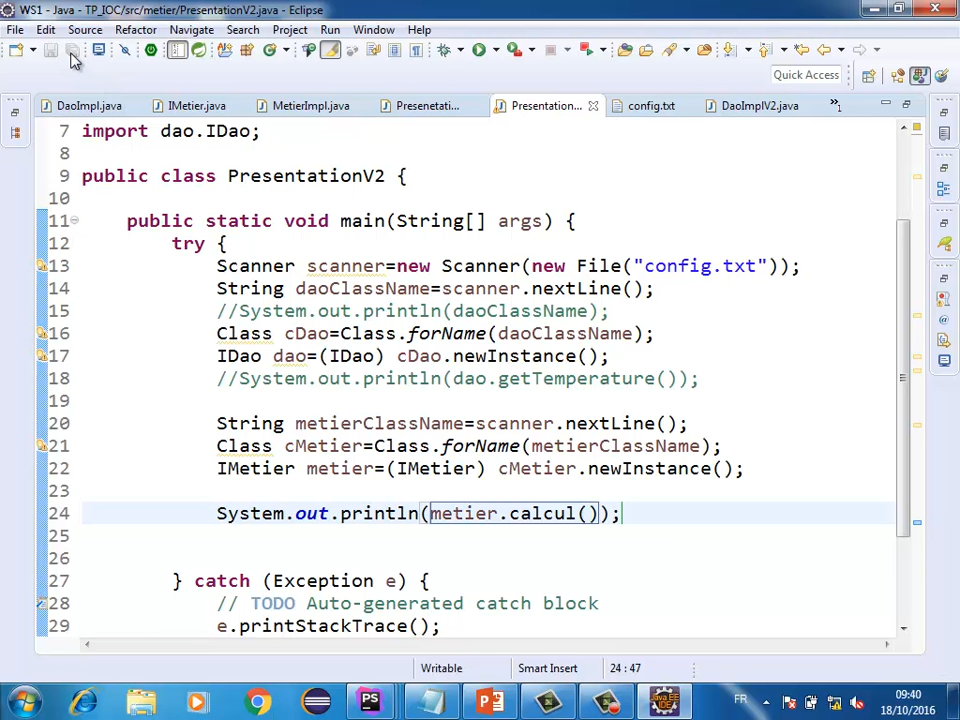 WS1 - Java - TP_IOC/src/metier/PresentationV2.java - Eclipse
File Edit Source Refactor Navigate Search Project Run Window Help
Quick Access
DaoImpl.java IMetier.java MetierImpl.java Presenetati... Presentation... config.txt DaoImplV2.java »1
7 import dao.IDao;
8
9 public class PresentationV2 {
10
11 public static void main(String[] args) {
12 try {
13 Scanner scanner=new Scanner(new File("config.txt"));
14 String daoClassName=scanner.nextLine();
15 //System.out.println(daoClassName);
16 Class cDao=Class.forName(daoClassName);
17 IDao dao=(IDao) cDao.newInstance();
18 //System.out.println(dao.getTemperature());
19
20 String metierClassName=scanner.nextLine();
21 Class cMetier=Class.forName(metierClassName);
22 IMetier metier=(IMetier) cMetier.newInstance();
23
24 System.out.println(metier.calcul());
25
26
27 } catch (Exception e) {
28 // TODO Auto-generated catch block
29 e.printStackTrace();
Writable Smart Insert 24 : 47
FR 09:40
18/10/2016